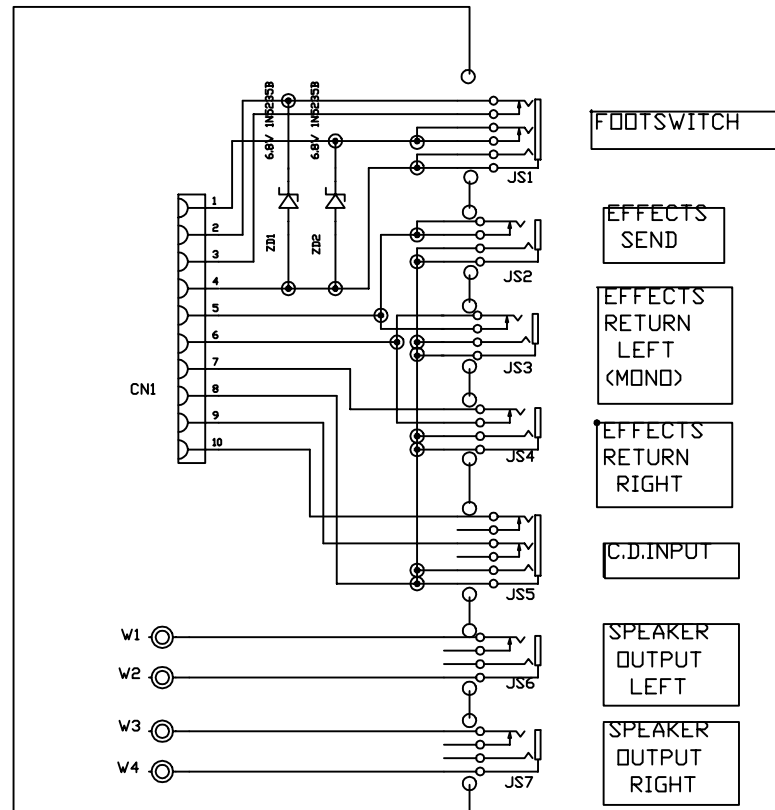 6.8V 1N5235B
6.8V 1N5235B
FOOTSWITCH
JS1
1
2
3
4
5
6
7
8
9
10
CN1
ZD1
ZD2
EFFECTS
SEND
JS2
EFFECTS
RETURN
LEFT
(MONO)
JS3
EFFECTS
RETURN
RIGHT
JS4
C.D.INPUT
JS5
W1
W2
SPEAKER
OUTPUT
LEFT
JS6
W3
W4
SPEAKER
OUTPUT
RIGHT
JS7